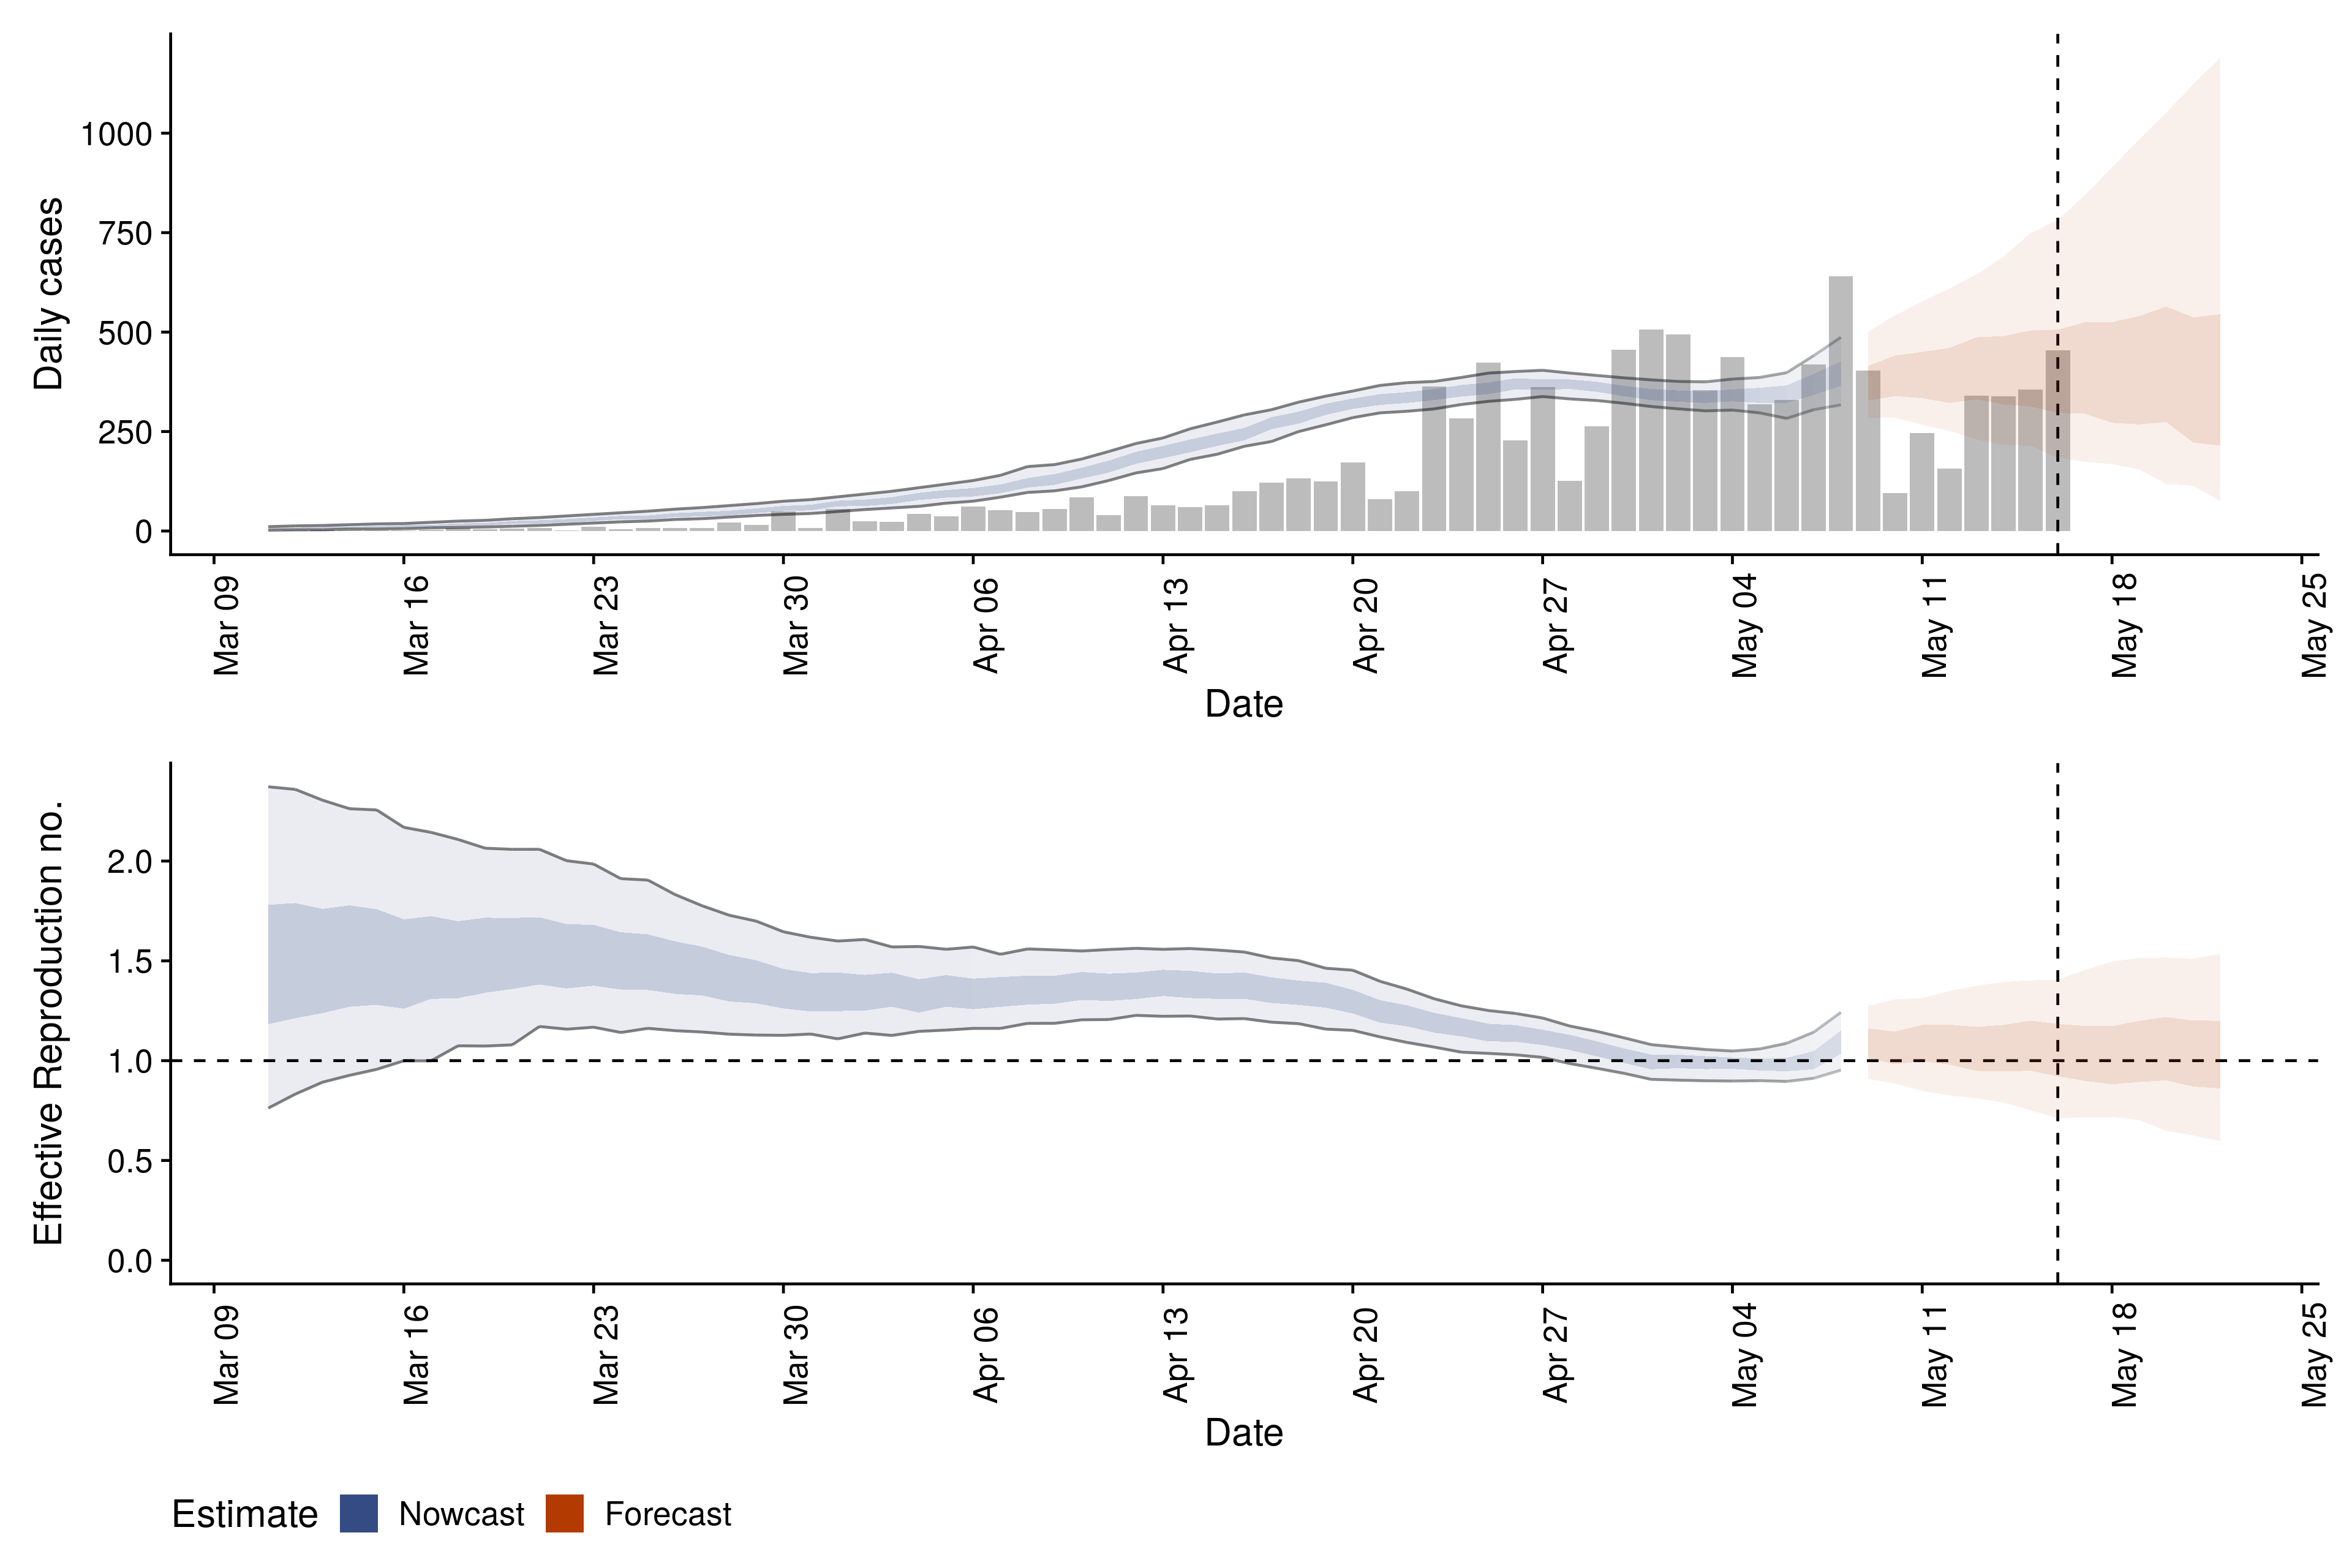 Daily cases
1000
750
500
250
0
Mar 09
Mar 16
Mar 23
Mar 30
Apr 06
Apr 13
Apr 20
Apr 27
May 04
May 11
May 18
May 25
Date
Effective Reproduction no.
2.0
1.5
1.0
0.5
0.0
Mar 09
Mar 16
Mar 23
Mar 30
Apr 06
Apr 13
Apr 20
Apr 27
May 04
May 11
May 18
May 25
Date
Estimate Nowcast Forecast